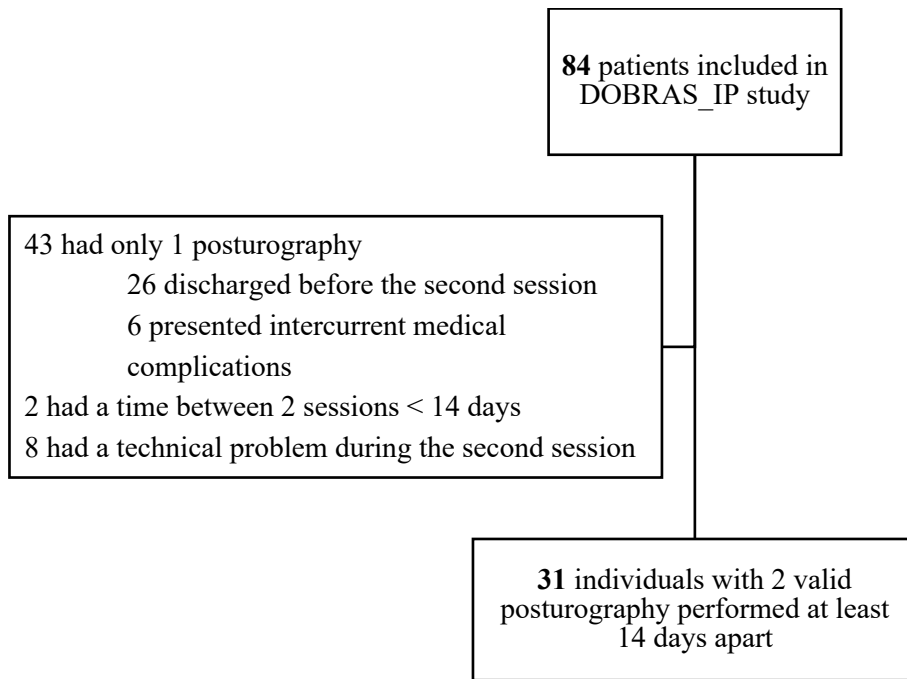 84 patients included in
DOBRAS_IP study
43 had only 1 posturography
26 discharged before the second session
6 presented intercurrent medical
complications
2 had a time between 2 sessions < 14 days
8 had a technical problem during the second session
31 individuals with 2 valid
posturography performed at least
14 days apart